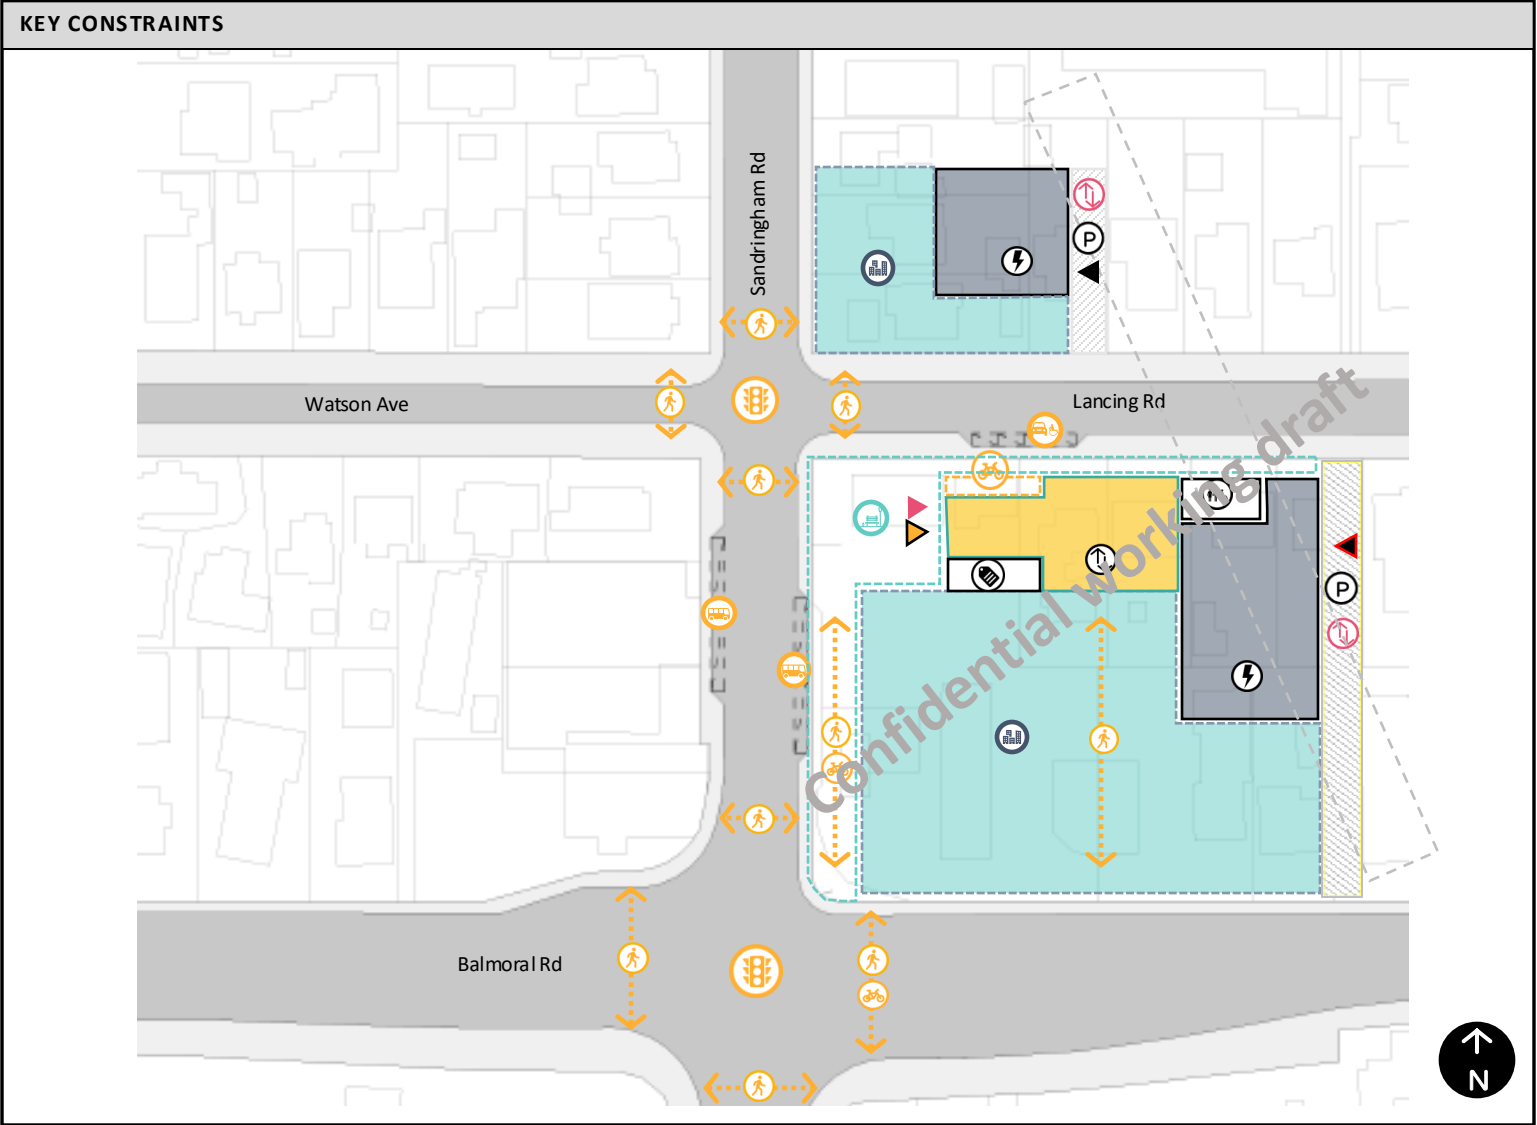 KEY CONSTRAINTS
Sandringham Rd
P
Watson Ave
Lancing Rd
P
Confidential working draft
Balmoral Rd
N